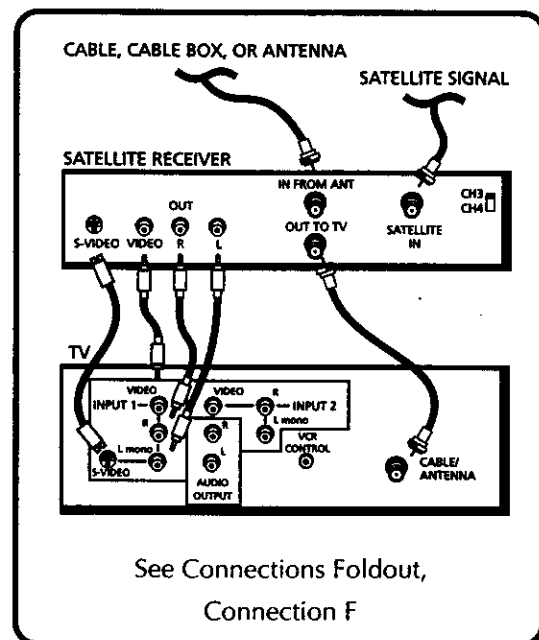 CABLE, CABLE BOX, OR ANTENNA
SATELLITE SIGNAL
SATELLITE RECEIVER
IN FROM ANT
OUT
CH3
CH4
S-VIDEO VIDEO R L
OUT TO TV
SATELLITE
IN
TV
VIDEO
INPUT 1
R
L mono
S-VIDEO
VIDEO
R
INPUT 2
L mono
R
L
AUDIO
OUTPUT
VCR
CONTROL
CABLE/
ANTENNA
See Connections Foldout,
Connection F